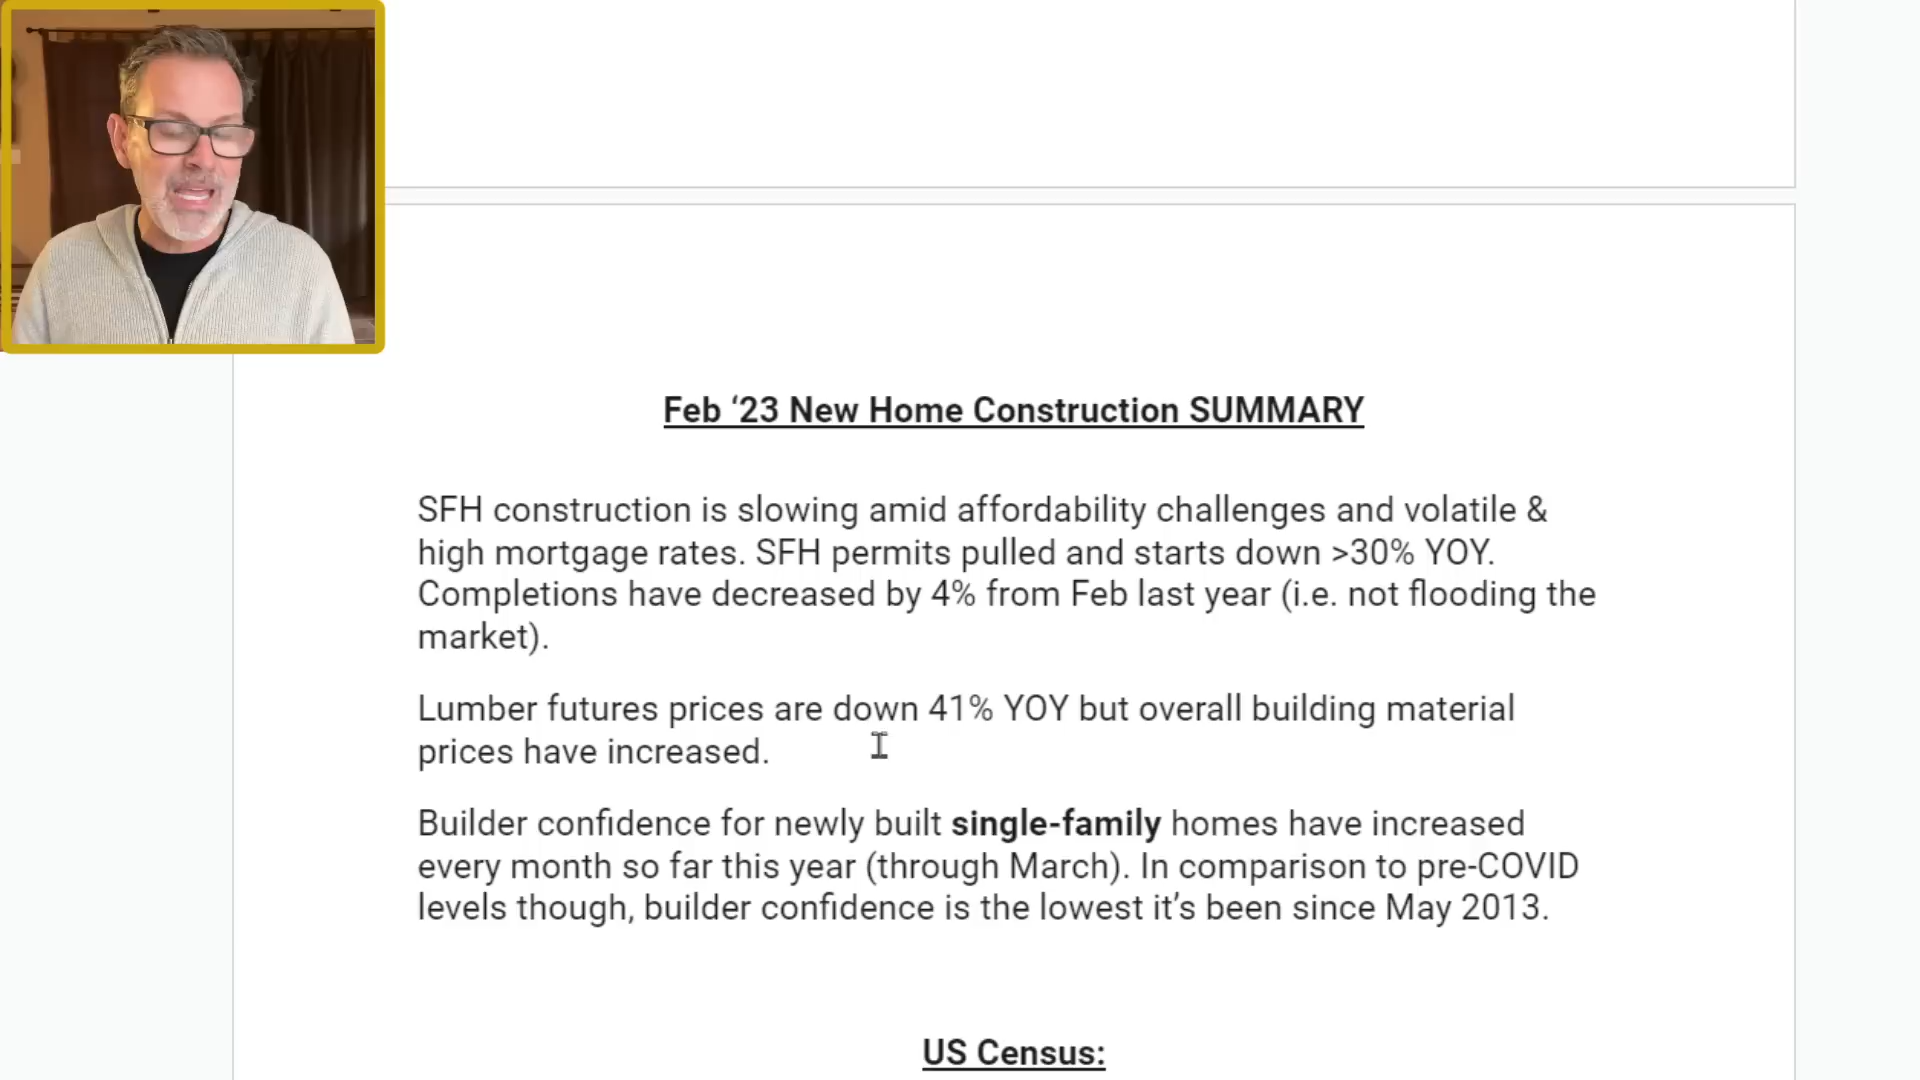 Feb ‘23 New Home Construction SUMMARY
SFH construction is slowing amid affordability challenges and volatile &
high mortgage rates. SFH permits pulled and starts down >30% YOY.
Completions have decreased by 4% from Feb last year (i.e. not flooding the
market).
Lumber futures prices are down 41% YOY but overall building material
prices have increased.
Builder confidence for newly built single-family homes have increased
every month so far this year (through March). In comparison to pre-COVID
levels though, builder confidence is the lowest it’s been since May 2013.
US Census: